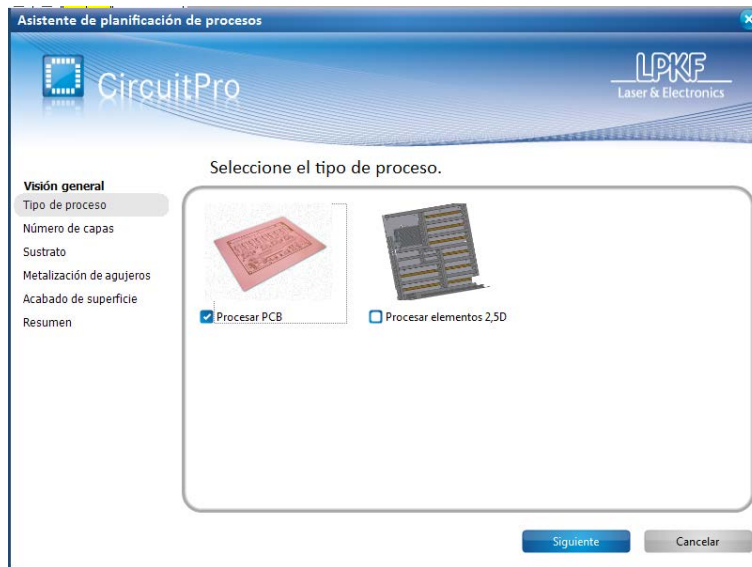 Asistente de planificación de procesos
CircuitPro
LPKF
Laser & Electronics
Seleccione el tipo de proceso.
Visión general
Tipo de proceso
Número de capas
Sustrato
Metalización de agujeros
Acabado de superficie
Resumen
Procesar PCB
Procesar elementos 2,5D
Siguiente
Cancelar